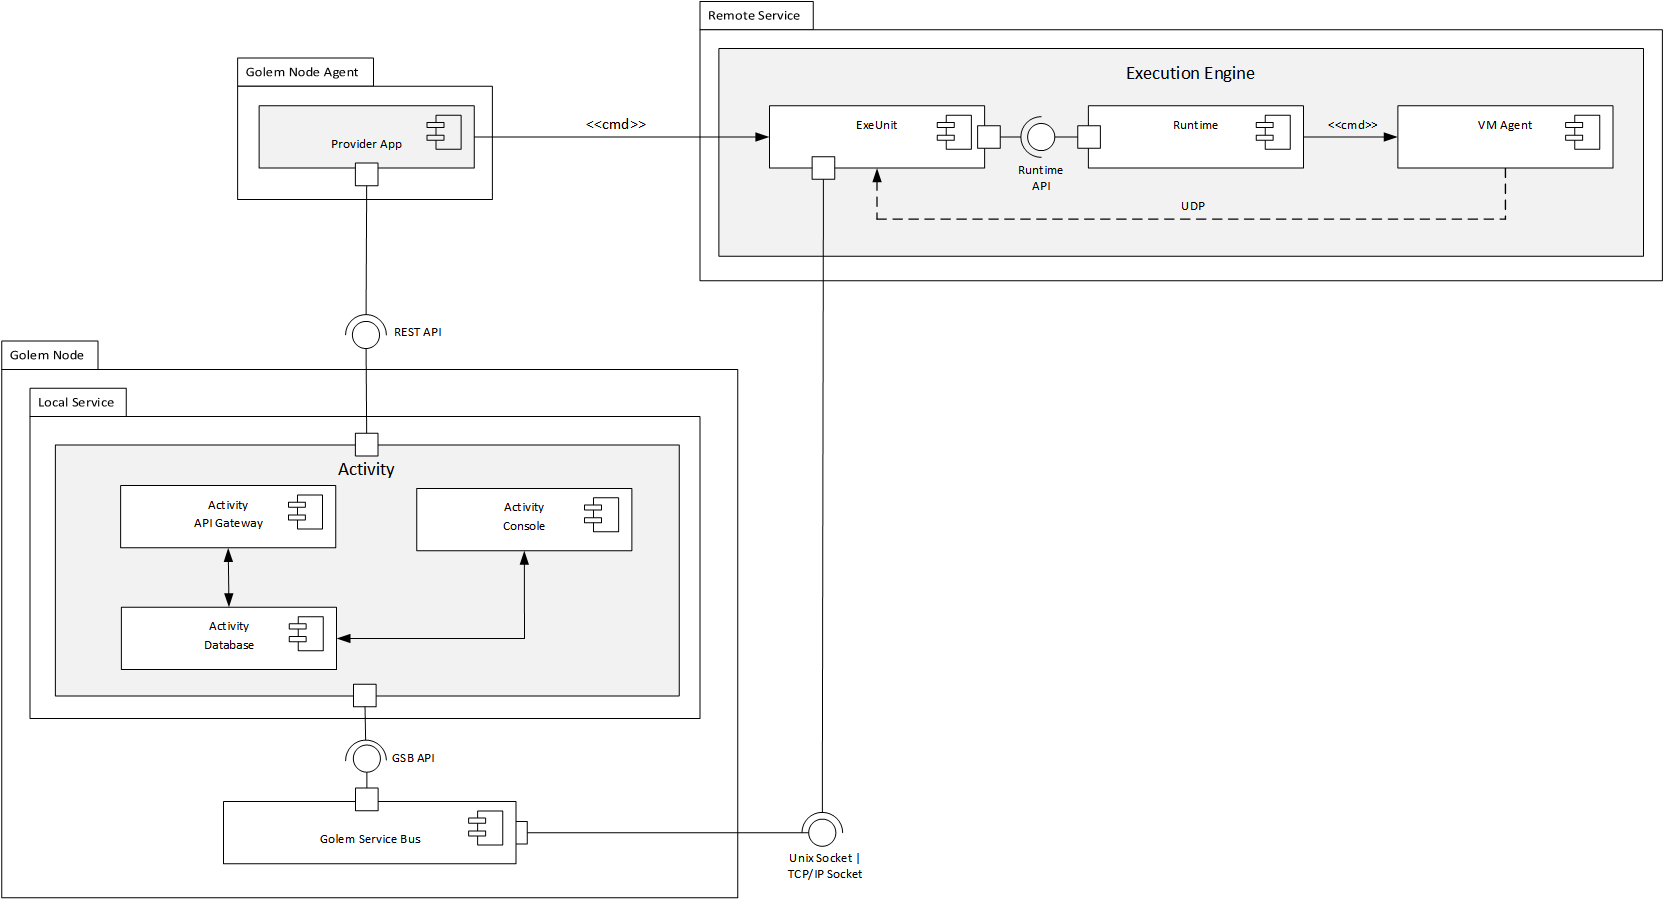 Remote Service
Execution Engine
Golem Node Agent
Provider App
<<cmd>>
ExeUnit
Runtime
API
Runtime
<<cmd>>
VM Agent
UDP
REST API
Golem Node
Local Service
Activity
Activity
API Gateway
Activity
Console
Activity
Database
GSB API
Golem Service Bus
Unix Socket |
TCP/IP Socket